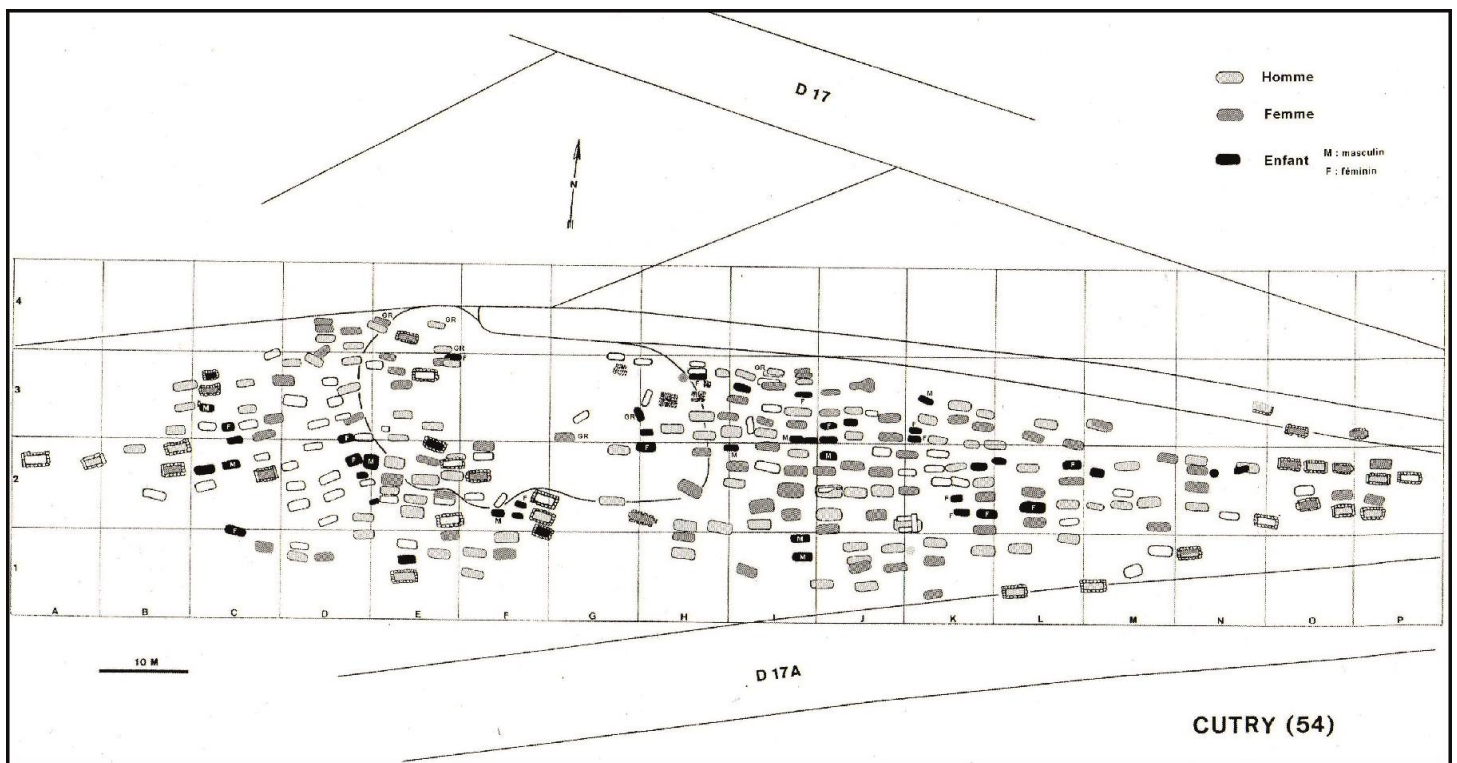 D 17
Homme
Femme
Enfant
M : masculin
F : féminin
N
4
GR
GR
GR
F
3
GR
F
M
M
F
F
GR
M
F
F
GR
F
M
F
F
M
F
M
M
F
2
F
F
F
F
M
F
M
M
1
A
B
C
D
E
F
G
H
I
J
K
L
M
N
O
P
10 M
D 17A
CUTRY (54)